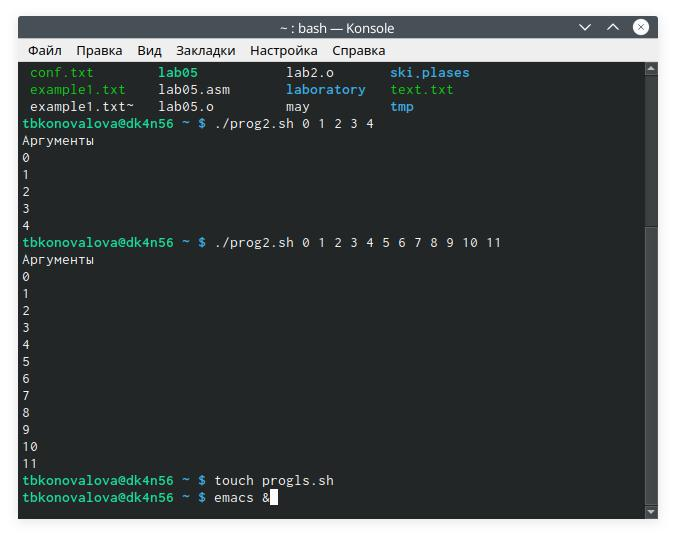 ~ : bash — Konsole
Файл Правка Вид Закладки Настройка Справка
conf.txt lab05 lab2.o ski.plases
example1.txt lab05.asm laboratory text.txt
example1.txt~ lab05.o may tmp
tbkonovalova@dk4n56 ~ $ ./prog2.sh 0 1 2 3 4
Аргументы
0
1
2
3
4
tbkonovalova@dk4n56 ~ $ ./prog2.sh 0 1 2 3 4 5 6 7 8 9 10 11
Аргументы
0
1
2
3
4
5
6
7
8
9
10
11
tbkonovalova@dk4n56 ~ $ touch progls.sh
tbkonovalova@dk4n56 ~ $ emacs &